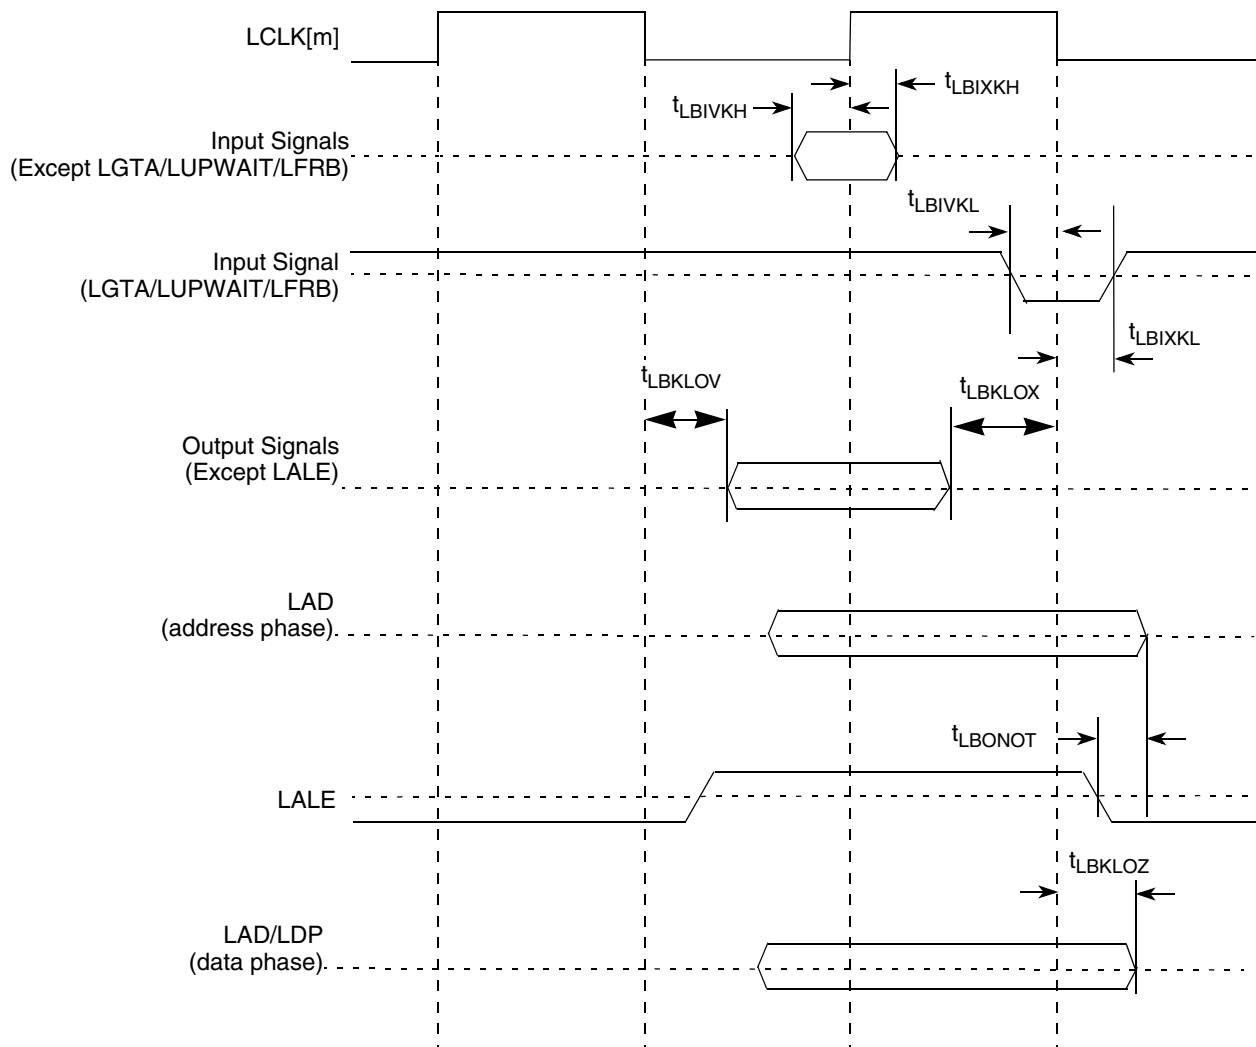 LCLK[m]
tLBIXKH
tLBIVKH
Input Signals
(Except LGTA/LUPWAIT/LFRB)
tLBIVKL
Input Signal
(LGTA/LUPWAIT/LFRB)
tLBIXKL
tLBKLOV
tLBKLOX
Output Signals
(Except LALE)
LAD
(address phase)
tLBONOT
LALE
tLBKLOZ
LAD/LDP
(data phase)